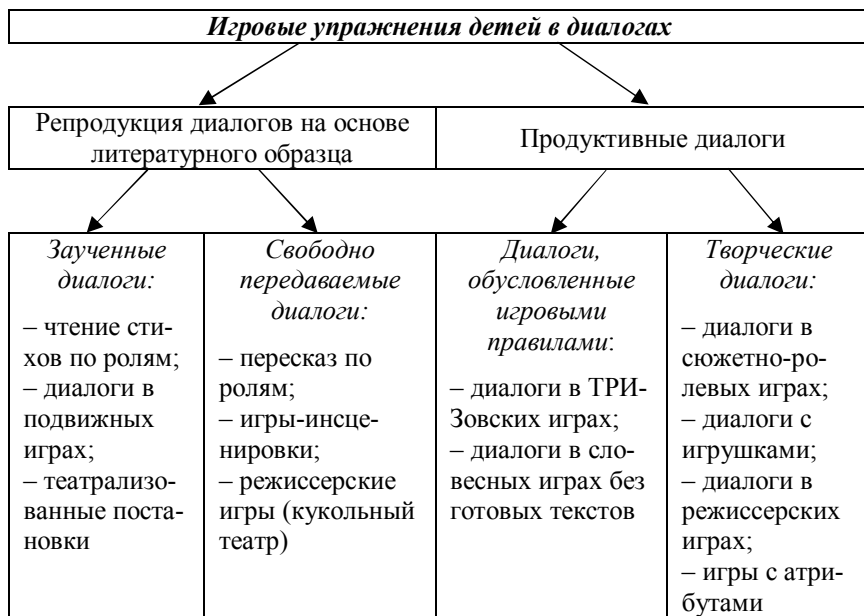 Игровые упражнения детей в диалогах
Репродукция диалогов на основе
литературного образца
Продуктивные диалоги
Заученные
диалоги:
– чтение сти-
хов по ролям;
– диалоги в
подвижных
играх;
– театрализо-
ванные поста-
новки
Свободно
передаваемые
диалоги:
– пересказ по
ролям;
– игры-инсце-
нировки;
– режиссерские
игры (кукольный
театр)
Диалоги,
обусловленные
игровыми
правилами:
– диалоги в ТРИ-
Зовских играх;
– диалоги в сло-
весных играх без
готовых текстов
Творческие
диалоги:
– диалоги в
сюжетно-ро-
левых играх;
– диалоги с
игрушками;
– диалоги в
режиссерских
играх;
– игры с атри-
бутами